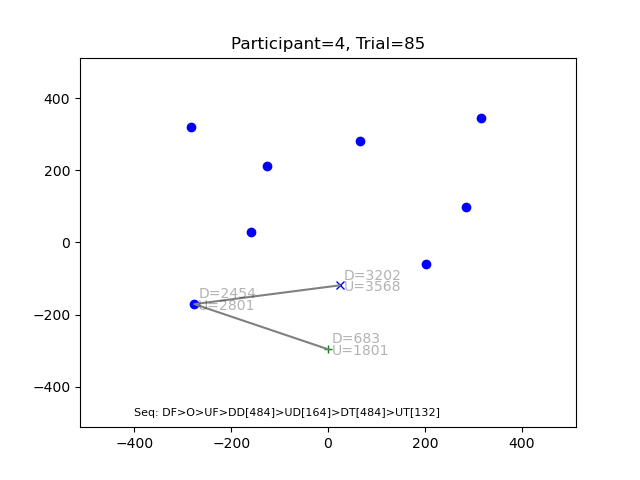 Participant=4, Trial=85
400
200
0
−200
−400
D=3202
U=3568
D=2454
U=2801
D=683
U=1801
Seq: DF>O>UF>DD[484]>UD[164]>DT[484]>UT[132]
−400
−200
0
200
400